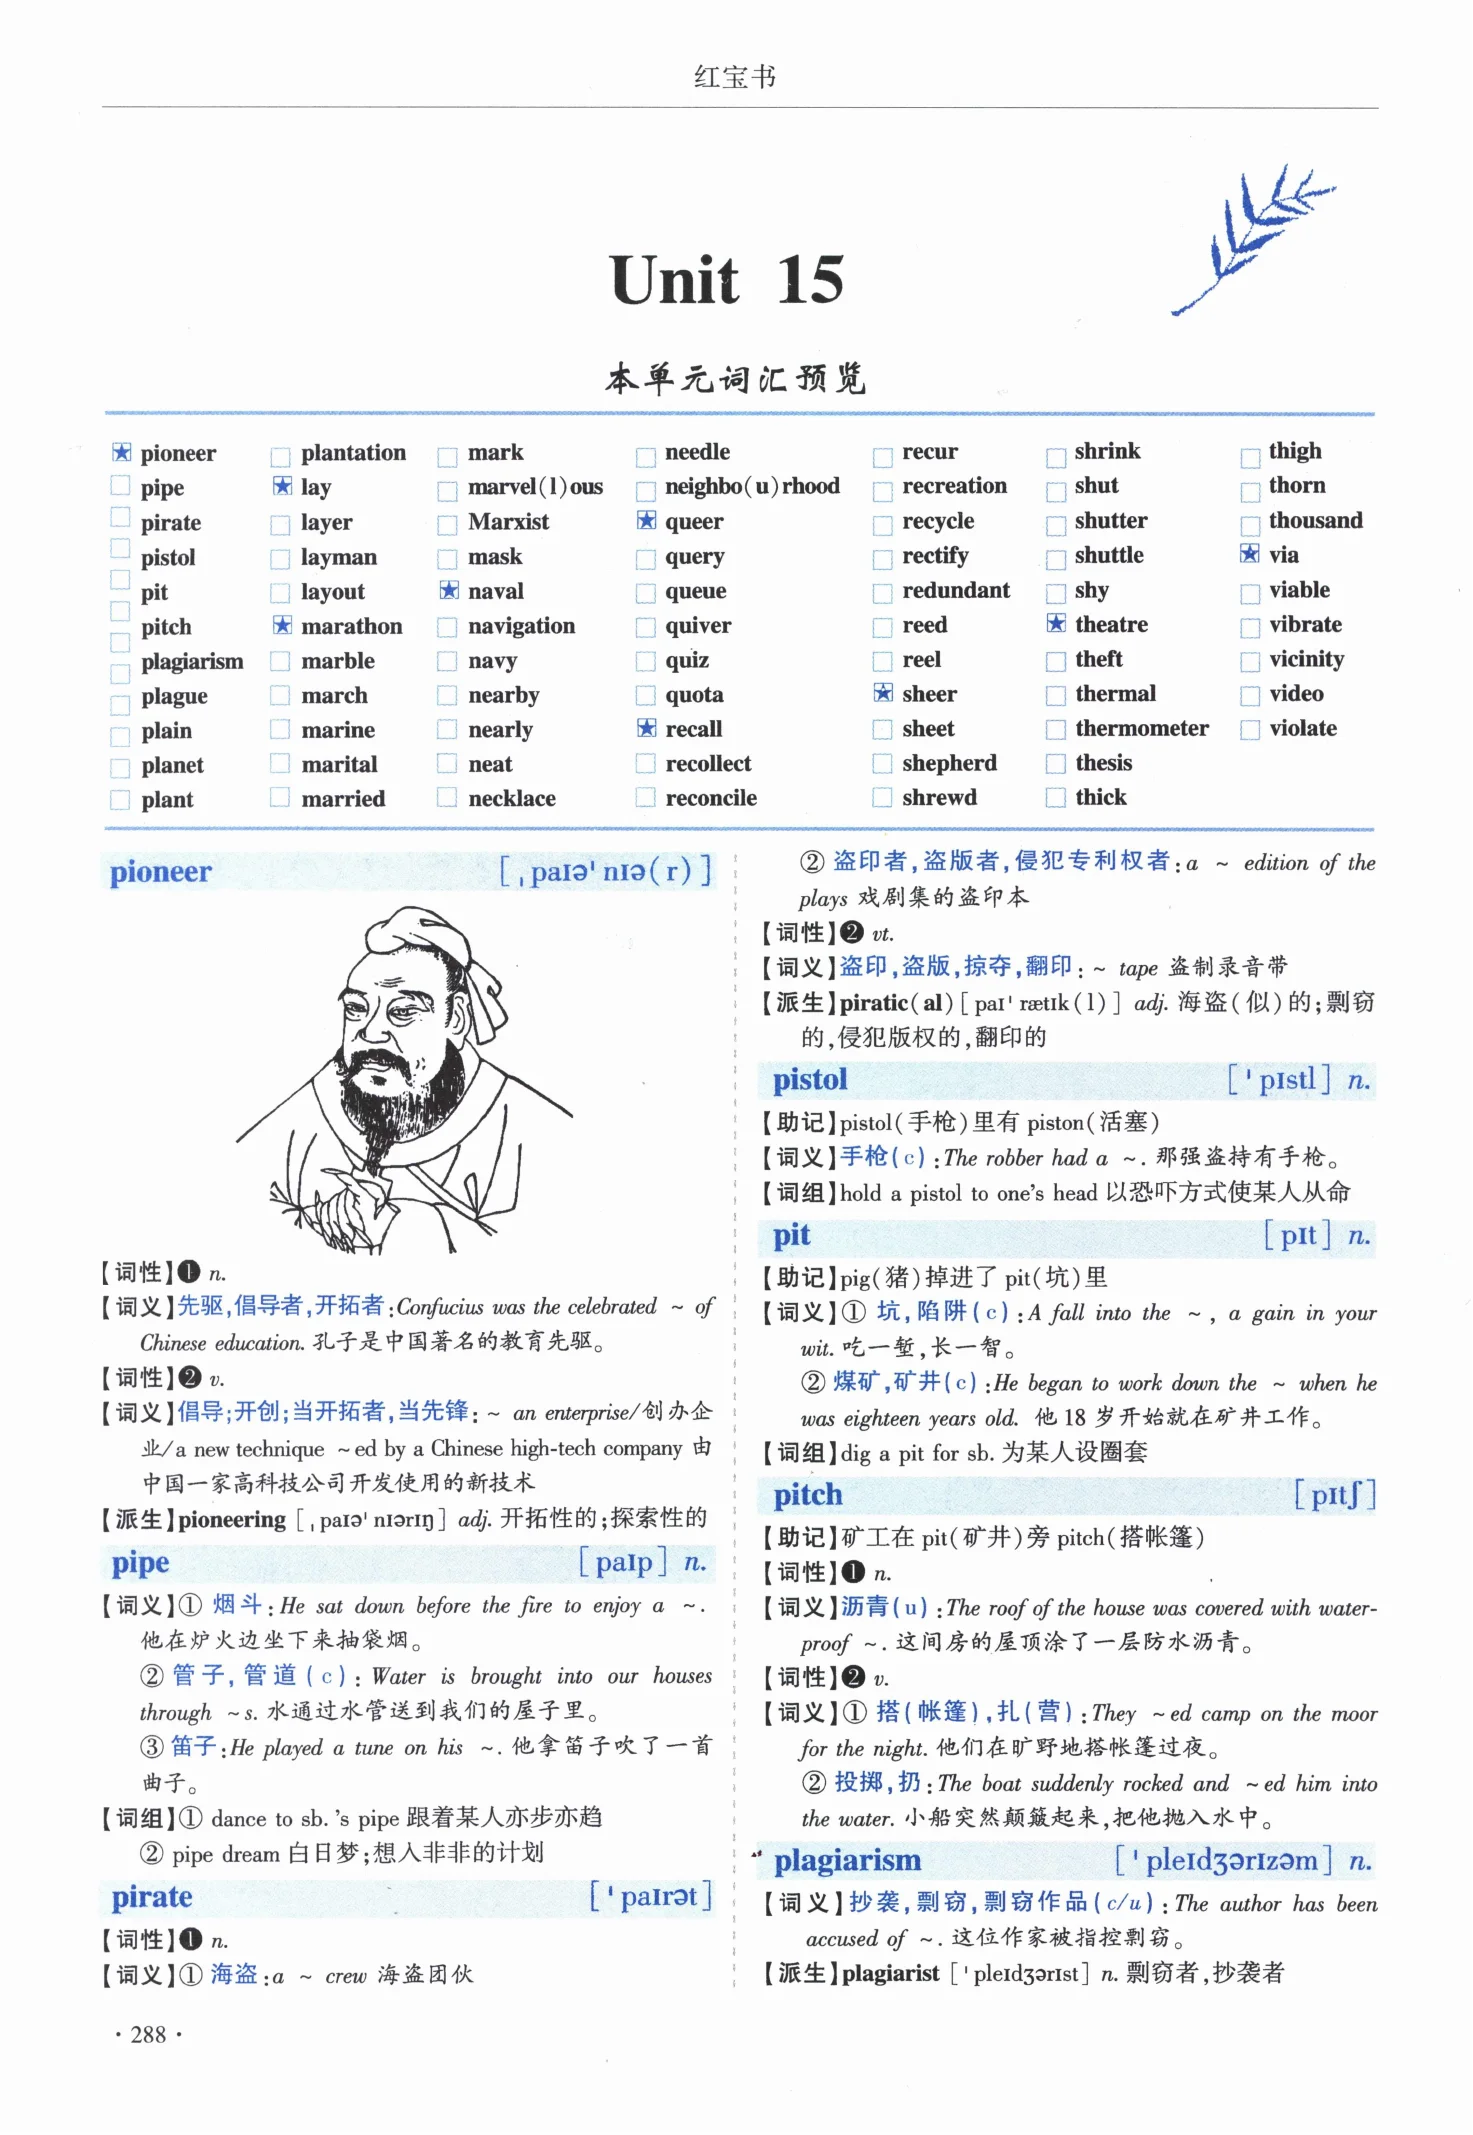 红宝书
Unit 15
本单元词汇预览
pioneer plantation mark needle recur shrink thigh
pipe lay marvel(l)ous neighbo(u)rhood recreation shut thorn
pirate layer Marxist queer recycle shutter thousand
pistol layman mask query rectify shuttle via
pit layout naval queue redundant shy viable
pitch marathon navigation quiver reed theatre vibrate
plagiarism marble navy quiz reel theft vicinity
plague march nearby quota sheer thermal video
plain marine nearly recall sheet thermometer violate
planet marital neat recollect shepherd thesis
plant married necklace reconcile shrewd thick
pioneer [ˌpaɪəˈnɪə(r)]
【词性】❶ n.
【词义】先驱,倡导者,开拓者:Confucius was the celebrated ~ of
Chinese education. 孔子是中国著名的教育先驱。
【词性】❷ v.
【词义】倡导;开创;当开拓者,当先锋: ~ an enterprise/创办企
业/a new technique ~ed by a Chinese high-tech company 由
中国一家高科技公司开发使用的新技术
【派生】pioneering [ˌpaɪəˈnɪərɪŋ] adj. 开拓性的;探索性的
pipe [paɪp] n.
【词义】① 烟斗:He sat down before the fire to enjoy a ~.
他在炉火边坐下来抽袋烟。
② 管子,管道(c): Water is brought into our houses
through ~s. 水通过水管送到我们的屋子里。
③ 笛子:He played a tune on his ~. 他拿笛子吹了一首
曲子。
【词组】① dance to sb. 's pipe 跟着某人亦步亦趋
② pipe dream 白日梦;想入非非的计划
pirate [ˈpaɪrət]
【词性】❶ n.
【词义】① 海盗:a ~ crew 海盗团伙
② 盗印者,盗版者,侵犯专利权者:a ~ edition of the
plays 戏剧集的盗印本
【词性】❷ vt.
【词义】盗印,盗版,掠夺,翻印: ~ tape 盗制录音带
【派生】piratic(al)[paɪˈrætɪk(l)] adj. 海盗(似)的;剽窃
的,侵犯版权的,翻印的
pistol [ˈpɪstl] n.
【助记】pistol(手枪)里有 piston(活塞)
【词义】手枪(c):The robber had a ~. 那强盗持有手枪。
【词组】hold a pistol to one's head 以恐吓方式使某人从命
pit [pɪt] n.
【助记】pig(猪)掉进了 pit(坑)里
【词义】① 坑,陷阱(c):A fall into the ~, a gain in your
wit. 吃一堑,长一智。
② 煤矿,矿井(c):He began to work down the ~ when he
was eighteen years old. 他 18 岁开始就在矿井工作。
【词组】dig a pit for sb. 为某人设圈套
pitch [pɪtʃ]
【助记】矿工在 pit(矿井)旁 pitch(搭帐篷)
【词性】❶ n.
【词义】沥青(u):The roof of the house was covered with water-
proof ~. 这间房的屋顶涂了一层防水沥青。
【词性】❷ v.
【词义】① 搭(帐篷),扎(营):They ~ed camp on the moor
for the night. 他们在旷野地搭帐篷过夜。
② 投掷,扔:The boat suddenly rocked and ~ed him into
the water. 小船突然颠簸起来,把他抛入水中。
plagiarism [ˈpleɪdʒərɪzəm] n.
【词义】抄袭,剽窃,剽窃作品(c/u):The author has been
accused of ~. 这位作家被指控剽窃。
【派生】plagiarist [ˈpleɪdʒərɪst] n. 剽窃者,抄袭者
· 288 ·